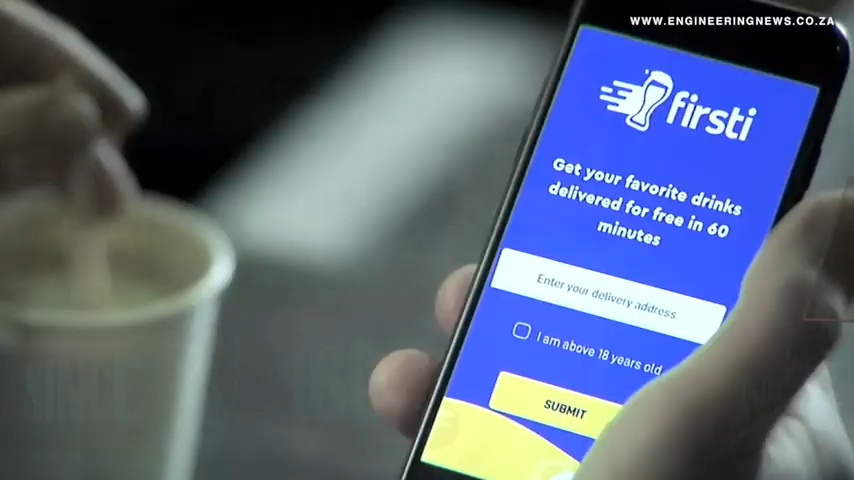 WWW.ENGINEERINGNEWS.CO.ZA
firsti
Get your favorite drinks
delivered for free in 60
minutes
Enter your delivery address
I am above 18 years old
SUBMIT